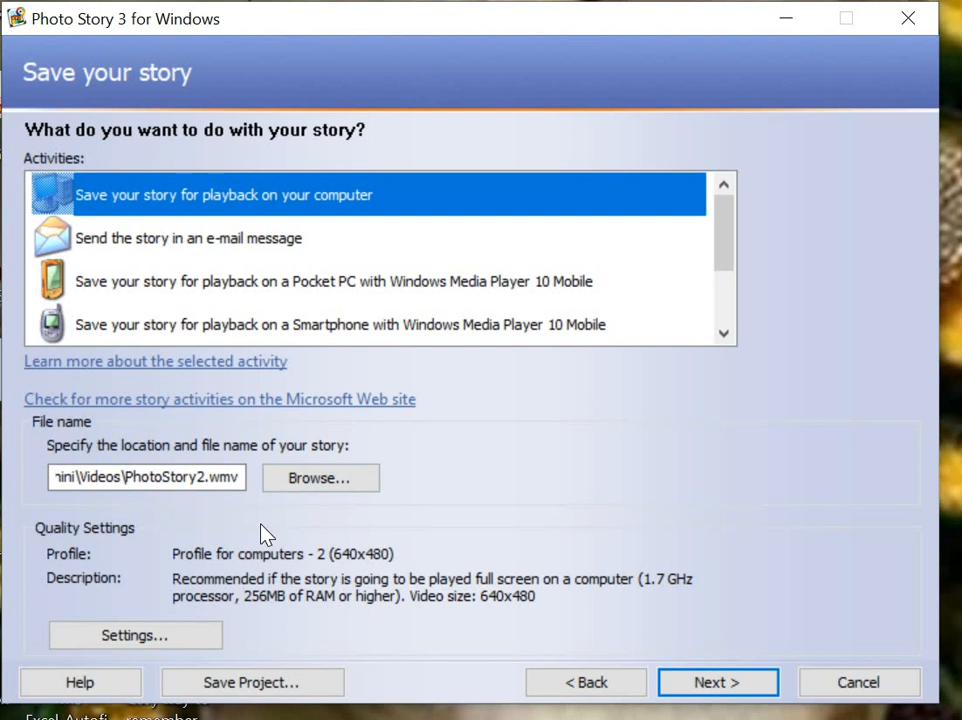 Photo Story 3 for Windows
Save your story
What do you want to do with your story?
Activities:
Save your story for playback on your computer
Send the story in an e-mail message
Save your story for playback on a Pocket PC with Windows Media Player 10 Mobile
Save your story for playback on a Smartphone with Windows Media Player 10 Mobile
Learn more about the selected activity
Check for more story activities on the Microsoft Web site
File name
Specify the location and file name of your story:
nini\Videos\PhotoStory2.wmv
Browse...
Quality Settings
Profile: Profile for computers - 2 (640x480)
Description: Recommended if the story is going to be played full screen on a computer (1.7 GHz
processor, 256MB of RAM or higher). Video size: 640x480
Settings...
Help Save Project... < Back Next > Cancel